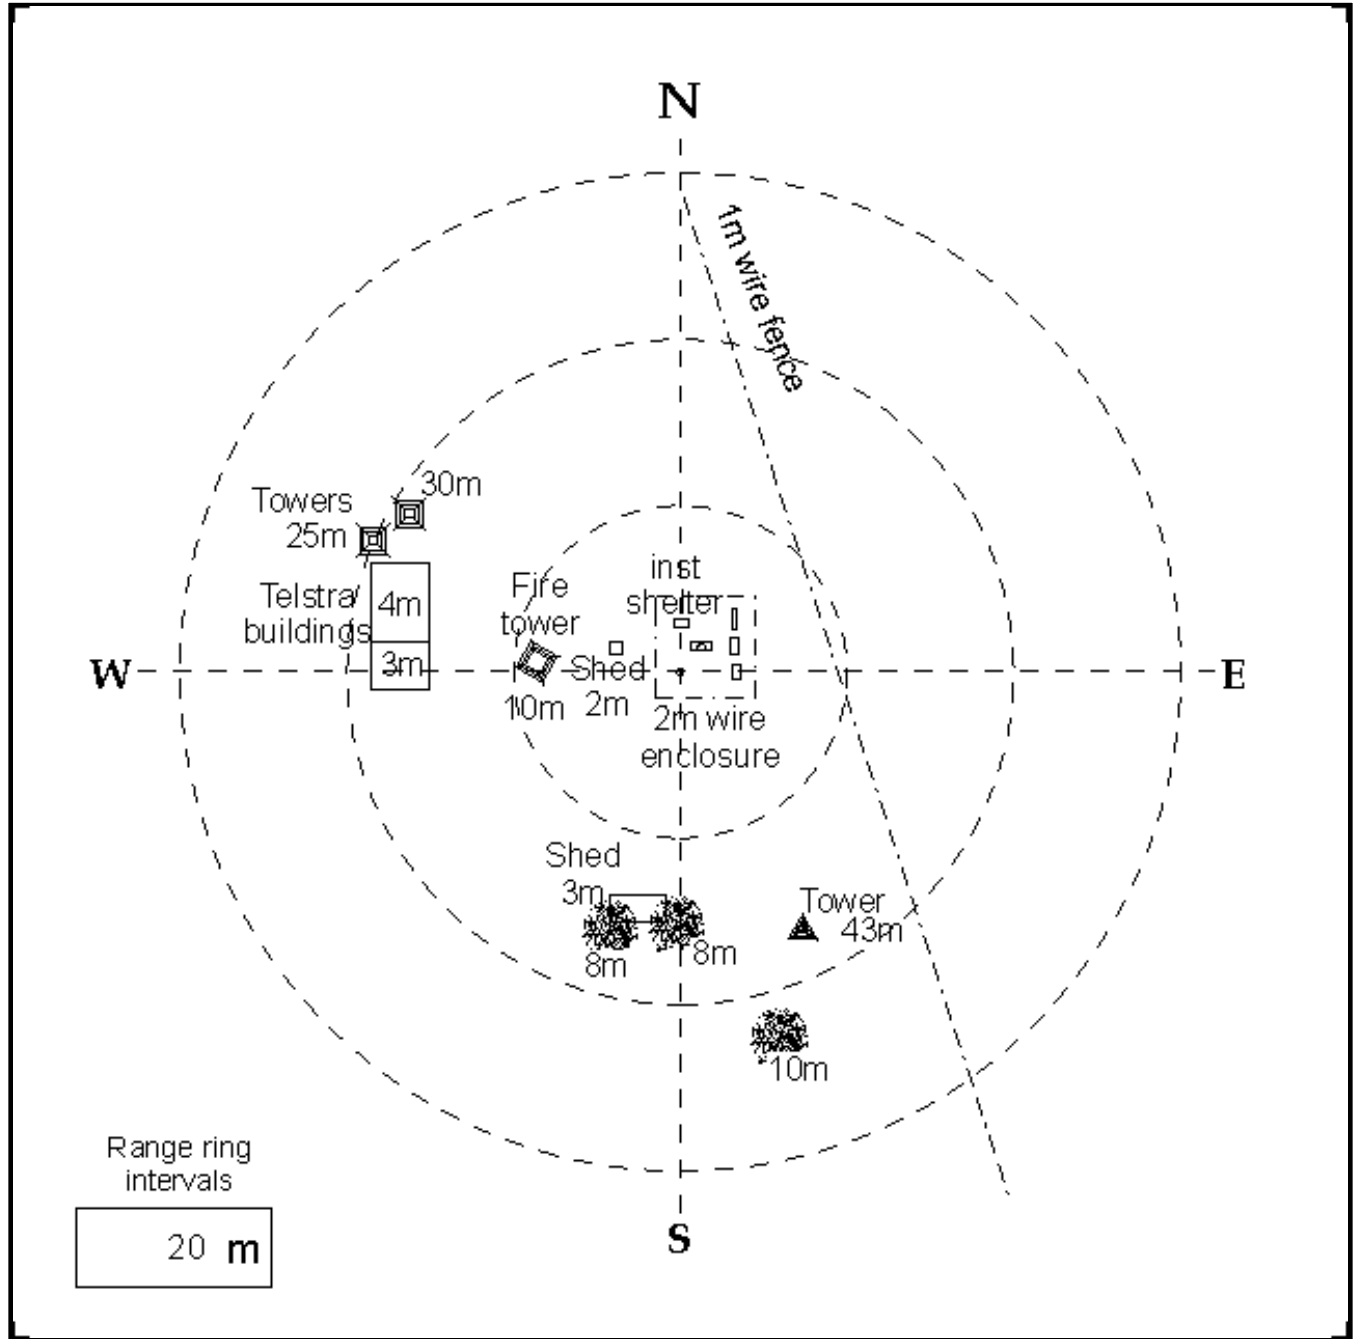 N
1m wire fence
30m
Towers
25m
Telstra
buildings
4m
3m
Fire
tower
10m
inst
shelter
Shed
2m
2m wire
enclosure
W
E
Shed
3m
8m
8m
Tower
43m
10m
S
Range ring
intervals
20 m